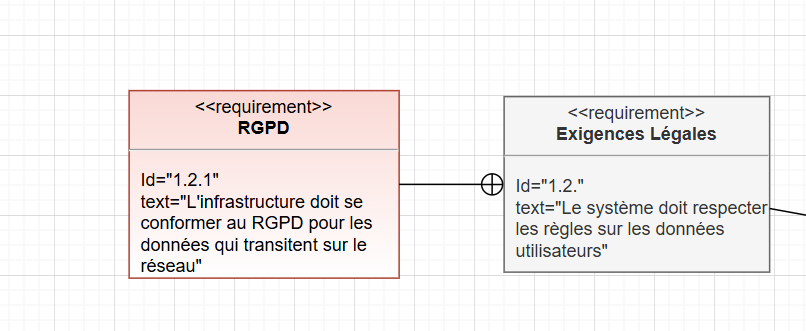 <<requirement>>
RGPD
Id="1.2.1"
text="L'infrastructure doit se
conformer au RGPD pour les
données qui transitent sur le
réseau"
<<requirement>>
Exigences Légales
Id="1.2."
text="Le système doit respecter
les règles sur les données
utilisateurs"